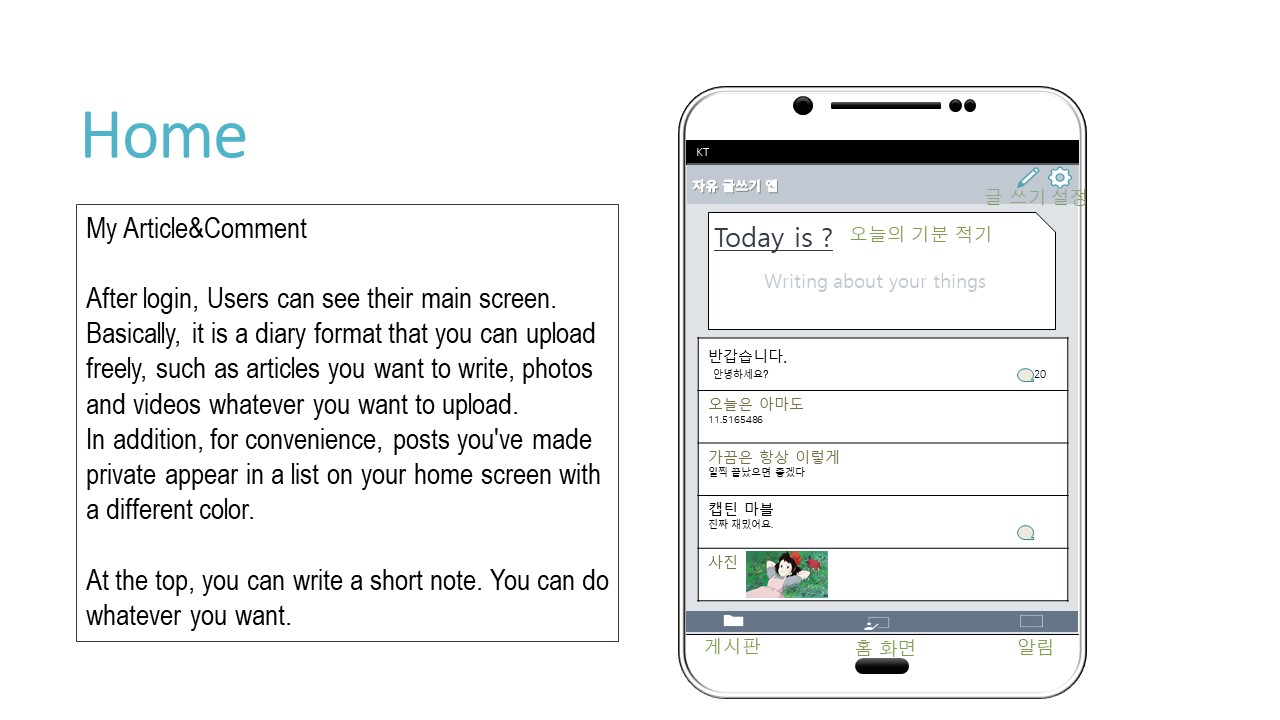 Home
My Article&Comment
After login, Users can see their main screen.
Basically, it is a diary format that you can upload
freely, such as articles you want to write, photos
and videos whatever you want to upload.
In addition, for convenience, posts you've made
private appear in a list on your home screen with
a different color.
At the top, you can write a short note. You can do
whatever you want.
KT
자유 글쓰기 앱
글 쓰기 설정
Today is ? 오늘의 기분 적기
Writing about your things
반갑습니다.
안녕하세요?
20
오늘은 아마도
11.5165486
가끔은 항상 이렇게
일찍 끝났으면 좋겠다
캡틴 마블
진짜 재밌어요.
사진
게시판 홈 화면 알림